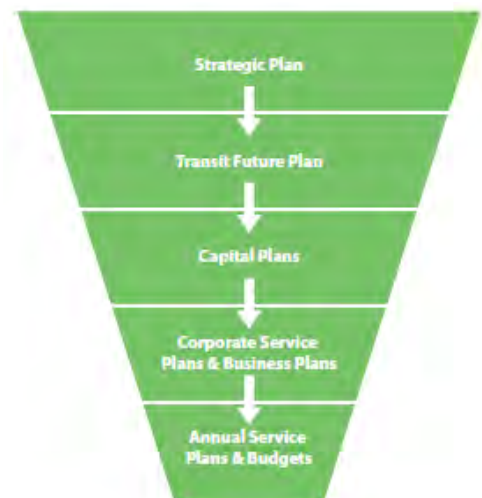 Strategic Plan
Transit Future Plan
Capital Plans
Corporate Service
Plans & Business Plans
Annual Service
Plans & Budgets